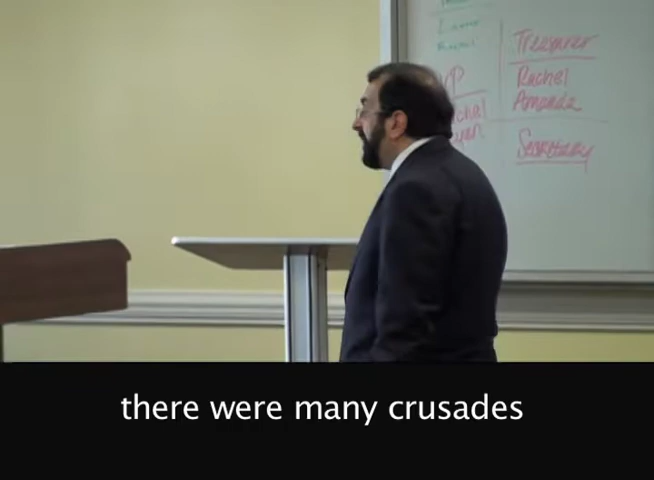 Treasurer
VP
Rachel
Amanda
Secretary
there were many crusades